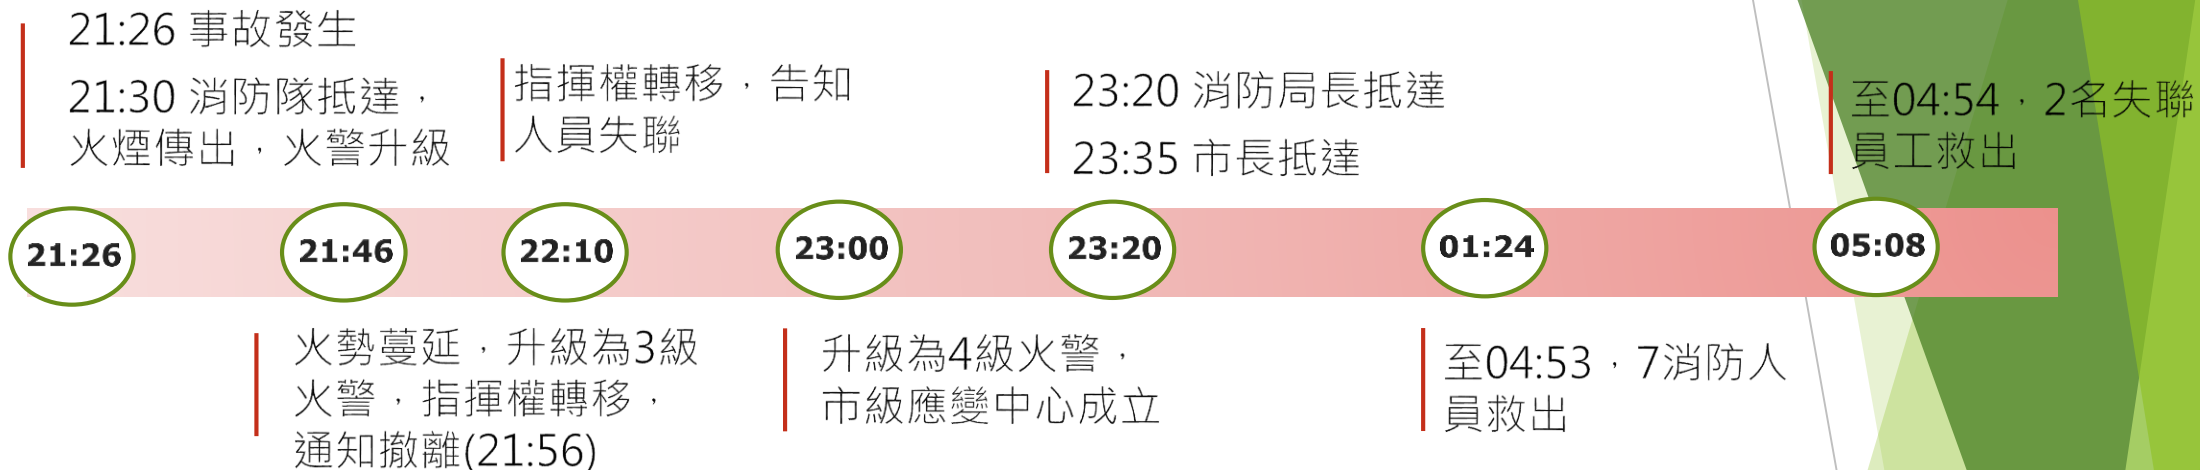 21:26 事故發生
21:30 消防隊抵達，
火煙傳出，火警升級
指揮權轉移，告知
人員失聯
23:20 消防局長抵達
23:35 市長抵達
至04:54，2名失聯
員工救出
21:26
21:46
22:10
23:00
23:20
01:24
05:08
火勢蔓延，升級為3級
火警，指揮權轉移，
通知撤離(21:56)
升級為4級火警，
市級應變中心成立
至04:53，7消防人
員救出